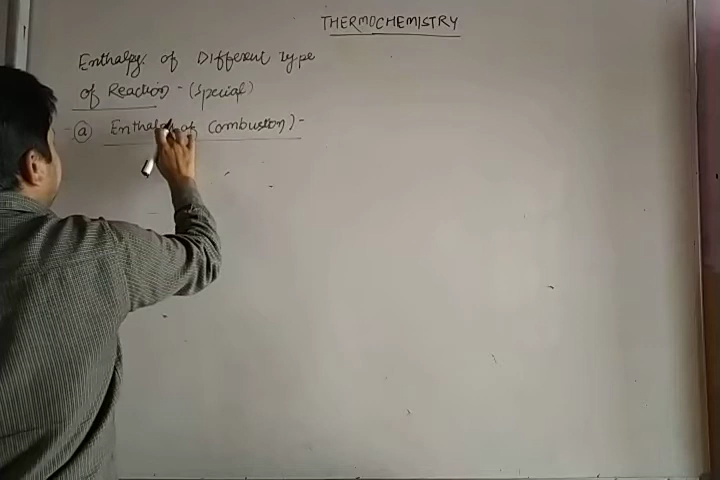 THERMOCHEMISTRY
Enthalpy of Different Type
of Reaction - (Special)
(a) Enthalpy of Combustion) -